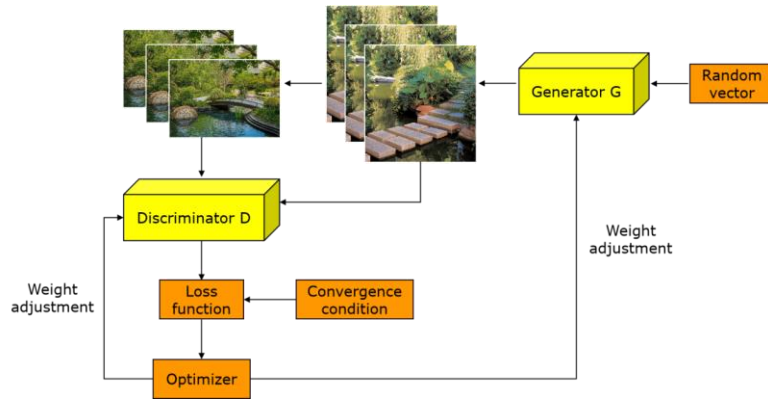 Generator G
Random
vector
Discriminator D
Weight
adjustment
Weight
adjustment
Loss
function
Convergence
condition
Optimizer